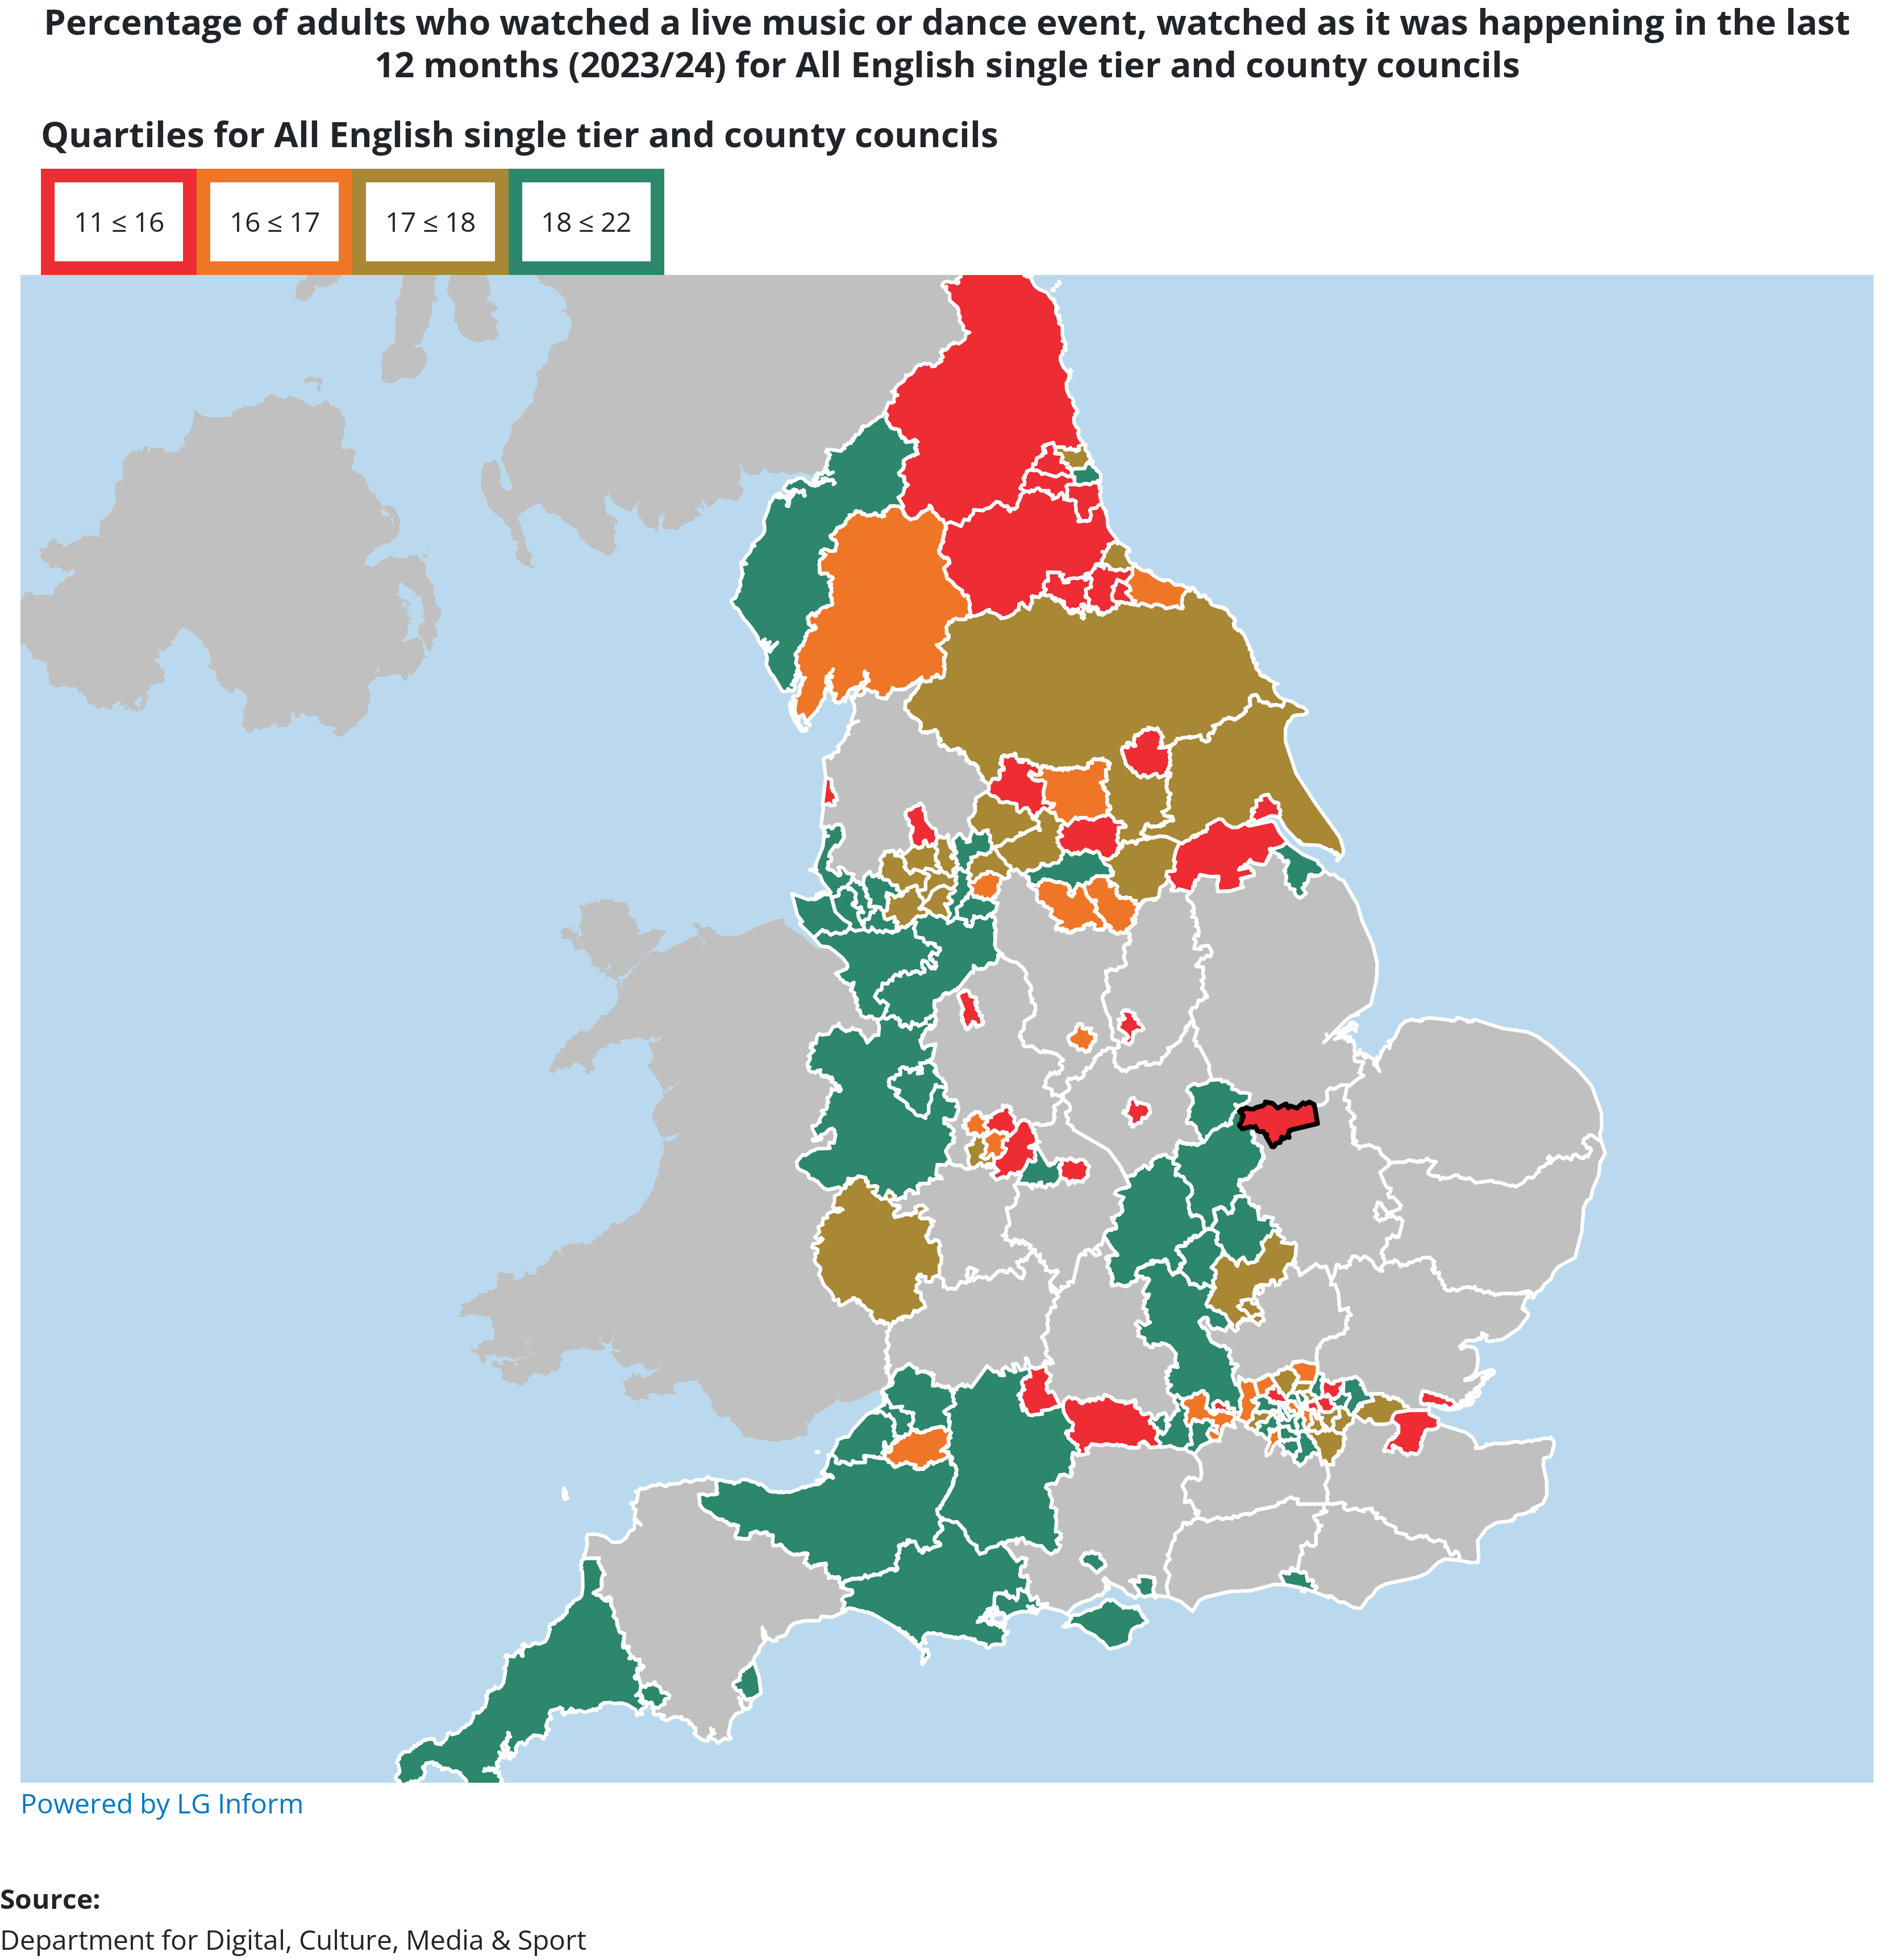 Percentage of adults who watched a live music or dance event, watched as it was happening in the last
12 months (2023/24) for All English single tier and county councils
Quartiles for All English single tier and county councils
11 ≤ 16
16 ≤ 17
17 ≤ 18
18 ≤ 22
Powered by LG Inform
Source:
Department for Digital, Culture, Media & Sport